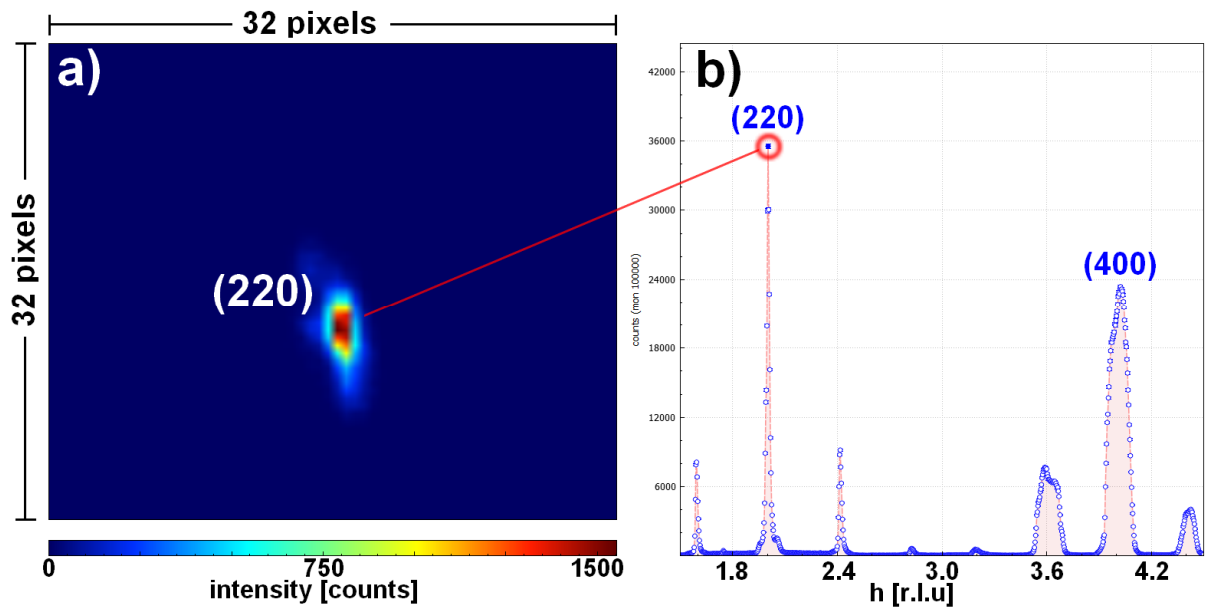 32 pixels
32 pixels
a)
(220)
0
750
1500
intensity [counts]
b)
(220)
(400)
counts (mon 100000)
42000
36000
30000
24000
18000
12000
6000
1.8
2.4
3.0
3.6
4.2
h [r.l.u]